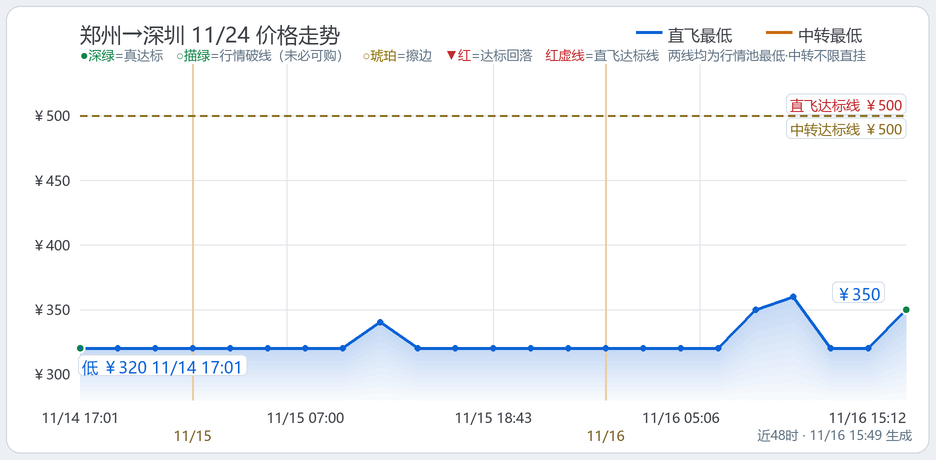 郑州→深圳 11/24 价格走势
直飞最低 中转最低
●深绿=真达标 ○描绿=行情破线（未必可购） ○琥珀=擦边 ▼红=达标回落 红虚线=直飞达标线 两线均为行情池最低·中转不限直挂
¥500
直飞达标线 ¥500
中转达标线 ¥500
¥450
¥400
¥350
¥350
¥300
低 ¥320 11/14 17:01
11/14 17:01 11/15 07:00 11/15 18:43 11/16 05:06 11/16 15:12
11/15 11/16
近48时 · 11/16 15:49 生成